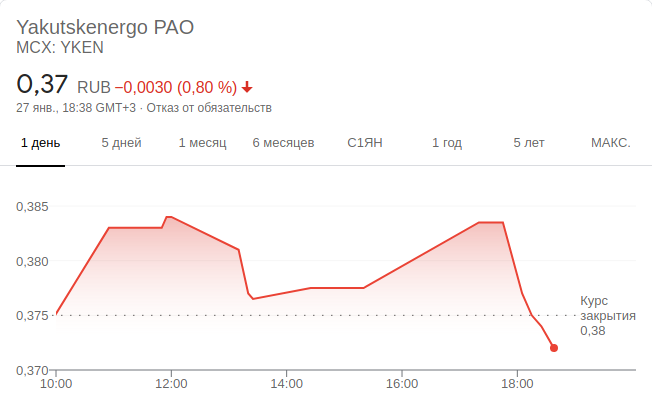 Yakutskenergo PAO
MCX: YKEN
0,37 RUB −0,0030 (0,80 %)
27 янв., 18:38 GMT+3 · Отказ от обязательств
1 день 5 дней 1 месяц 6 месяцев С1ЯН 1 год 5 лет МАКС.
0,385
0,380
0,375
0,370
Курс
закрытия
0,38
10:00 12:00 14:00 16:00 18:00